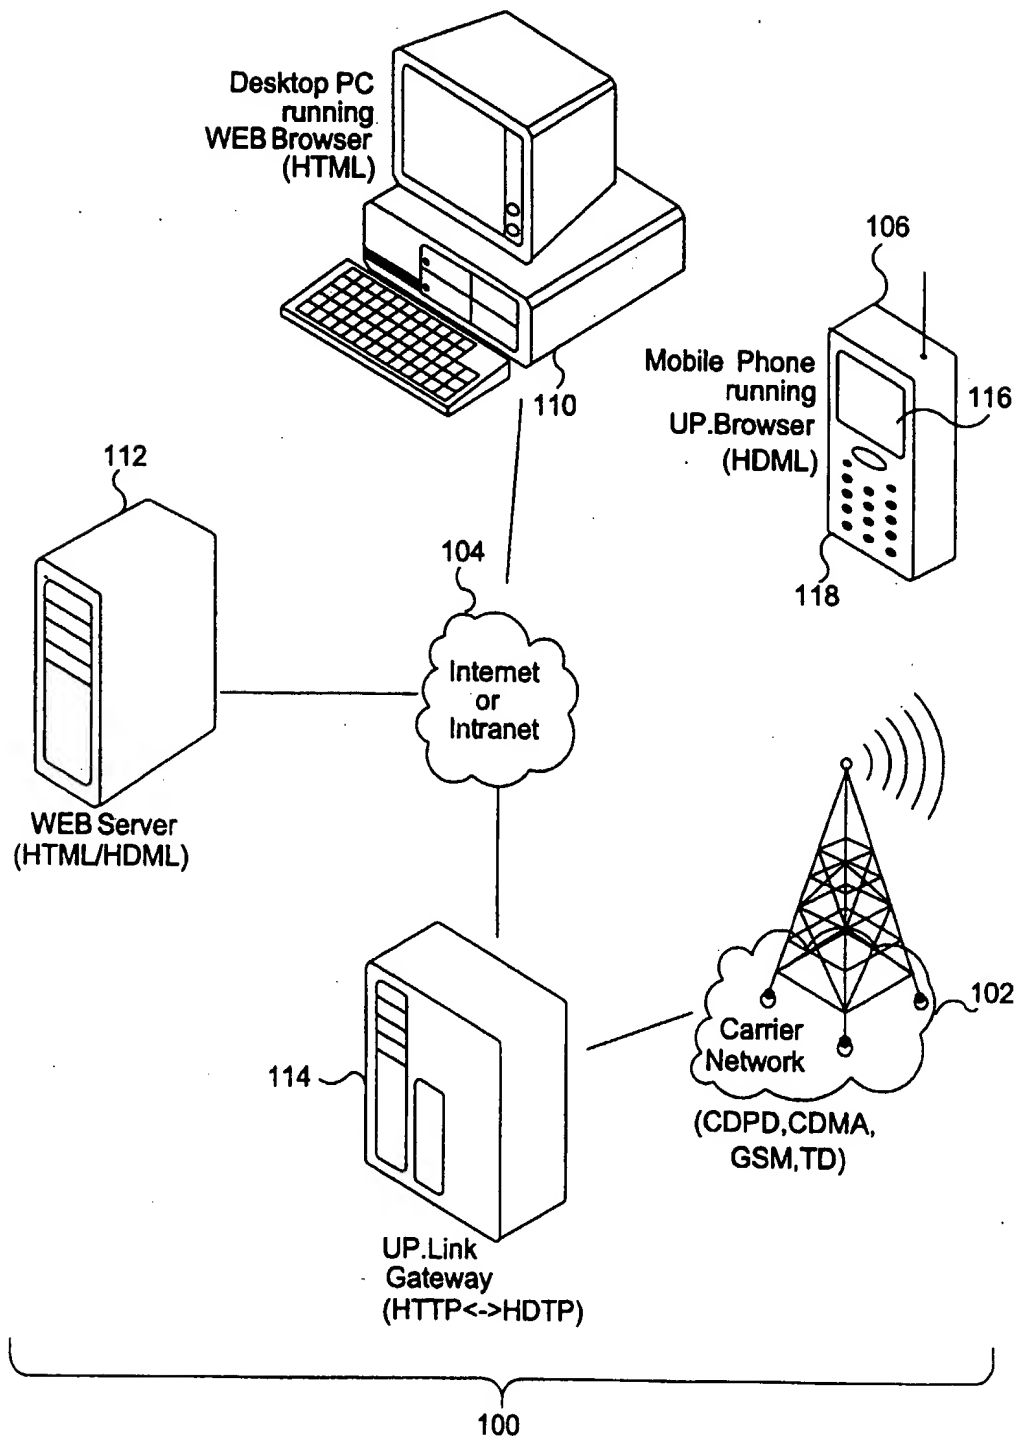 Desktop PC
running
WEB Browser
(HTML)
110
106
Mobile Phone
running
UP.Browser
(HDML)
116
118
112
WEB Server
(HTML/HDML)
104
Internet
or
Intranet
102
Carrier
Network
(CDPD,CDMA,
GSM,TD)
114
UP.Link
Gateway
(HTTP<->HDTP)
100